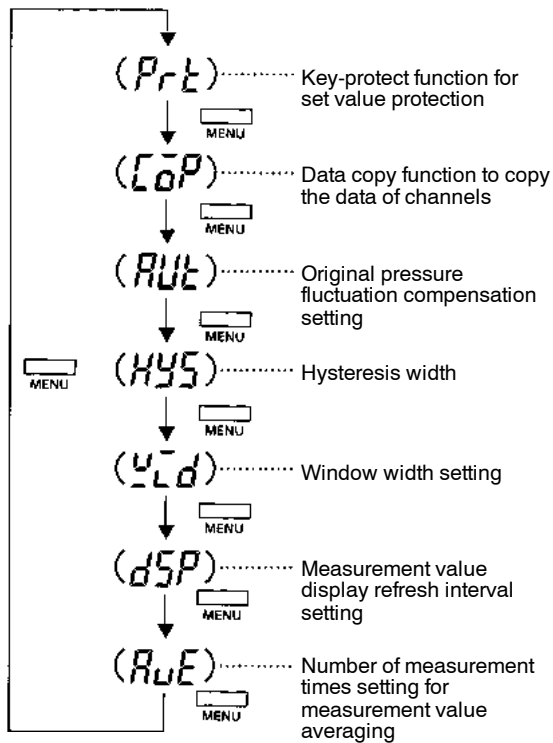 (Prt) Key-protect function for
set value protection
MENU
(CoP) Data copy function to copy
the data of channels
MENU
(AUt) Original pressure
fluctuation compensation
setting
MENU
MENU
(HYS) Hysteresis width
MENU
(Wid) Window width setting
MENU
(dSP) Measurement value
display refresh interval
setting
MENU
(AvE) Number of measurement
times setting for
measurement value
averaging
MENU